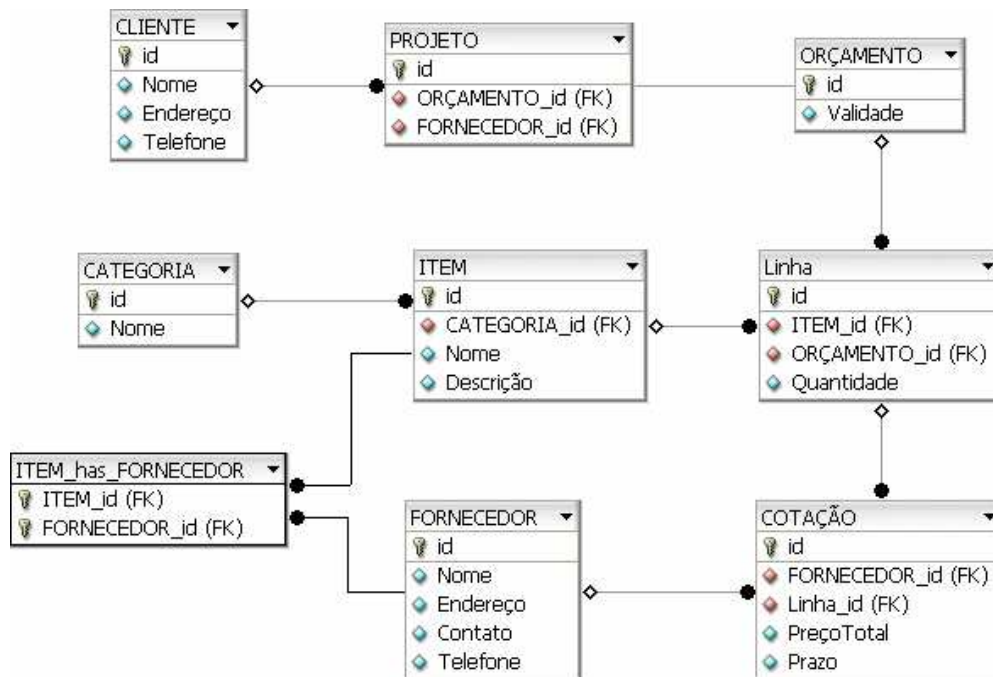 CLIENTE
id
Nome
Endereço
Telefone
PROJETO
id
ORÇAMENTO_id (FK)
FORNECEDOR_id (FK)
ORÇAMENTO
id
Validade
CATEGORIA
id
Nome
ITEM
id
CATEGORIA_id (FK)
Nome
Descrição
Linha
id
ITEM_id (FK)
ORÇAMENTO_id (FK)
Quantidade
ITEM_has_FORNECEDOR
ITEM_id (FK)
FORNECEDOR_id (FK)
FORNECEDOR
id
Nome
Endereço
Contato
Telefone
COTAÇÃO
id
FORNECEDOR_id (FK)
Linha_id (FK)
PreçoTotal
Prazo